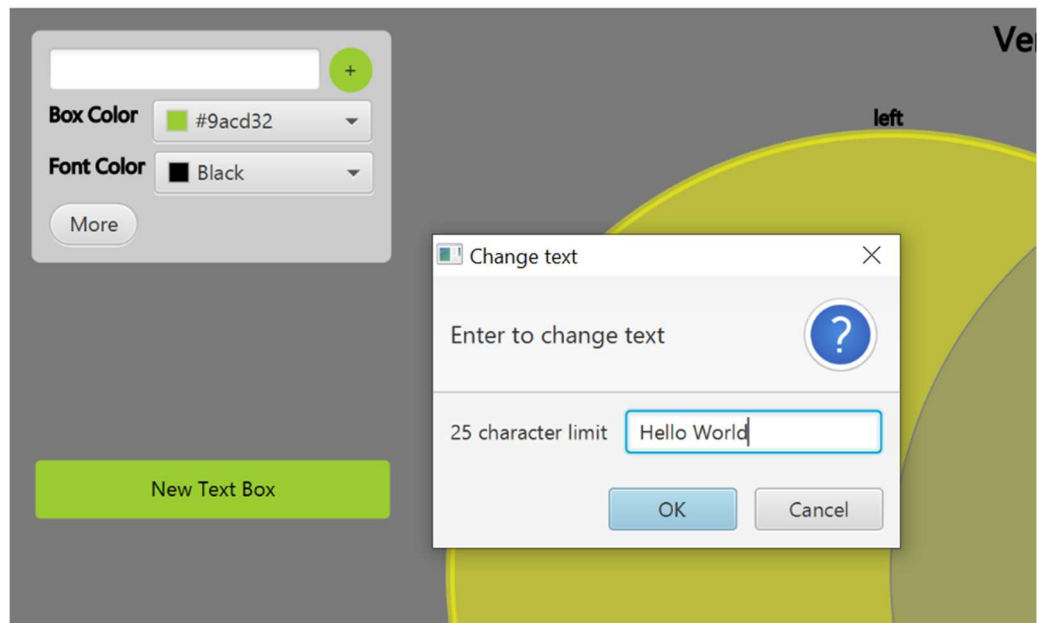 +
Box Color
#9acd32
Font Color
Black
More
New Text Box
left
Change text
Enter to change text
?
25 character limit
Hello World
OK
Cancel